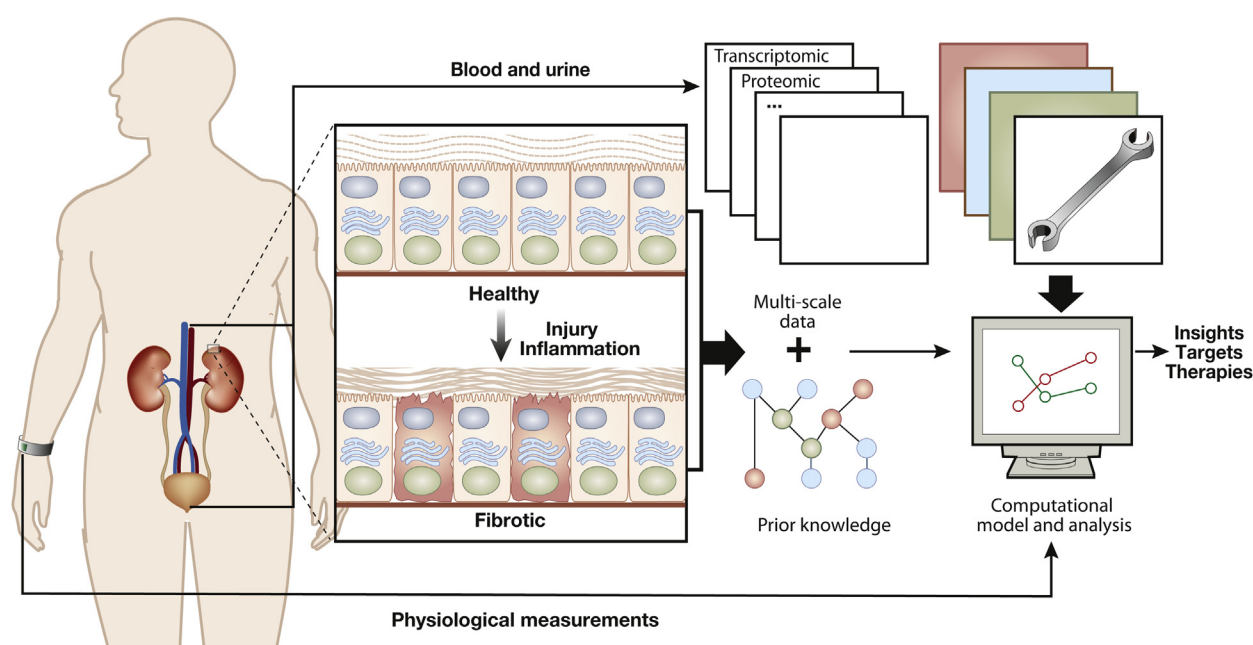 Blood and urine
Transcriptomic
Proteomic
...
Healthy
Injury
Inflammation
Fibrotic
Multi-scale
data
+
Prior knowledge
Computational
model and analysis
Insights
Targets
Therapies
Physiological measurements